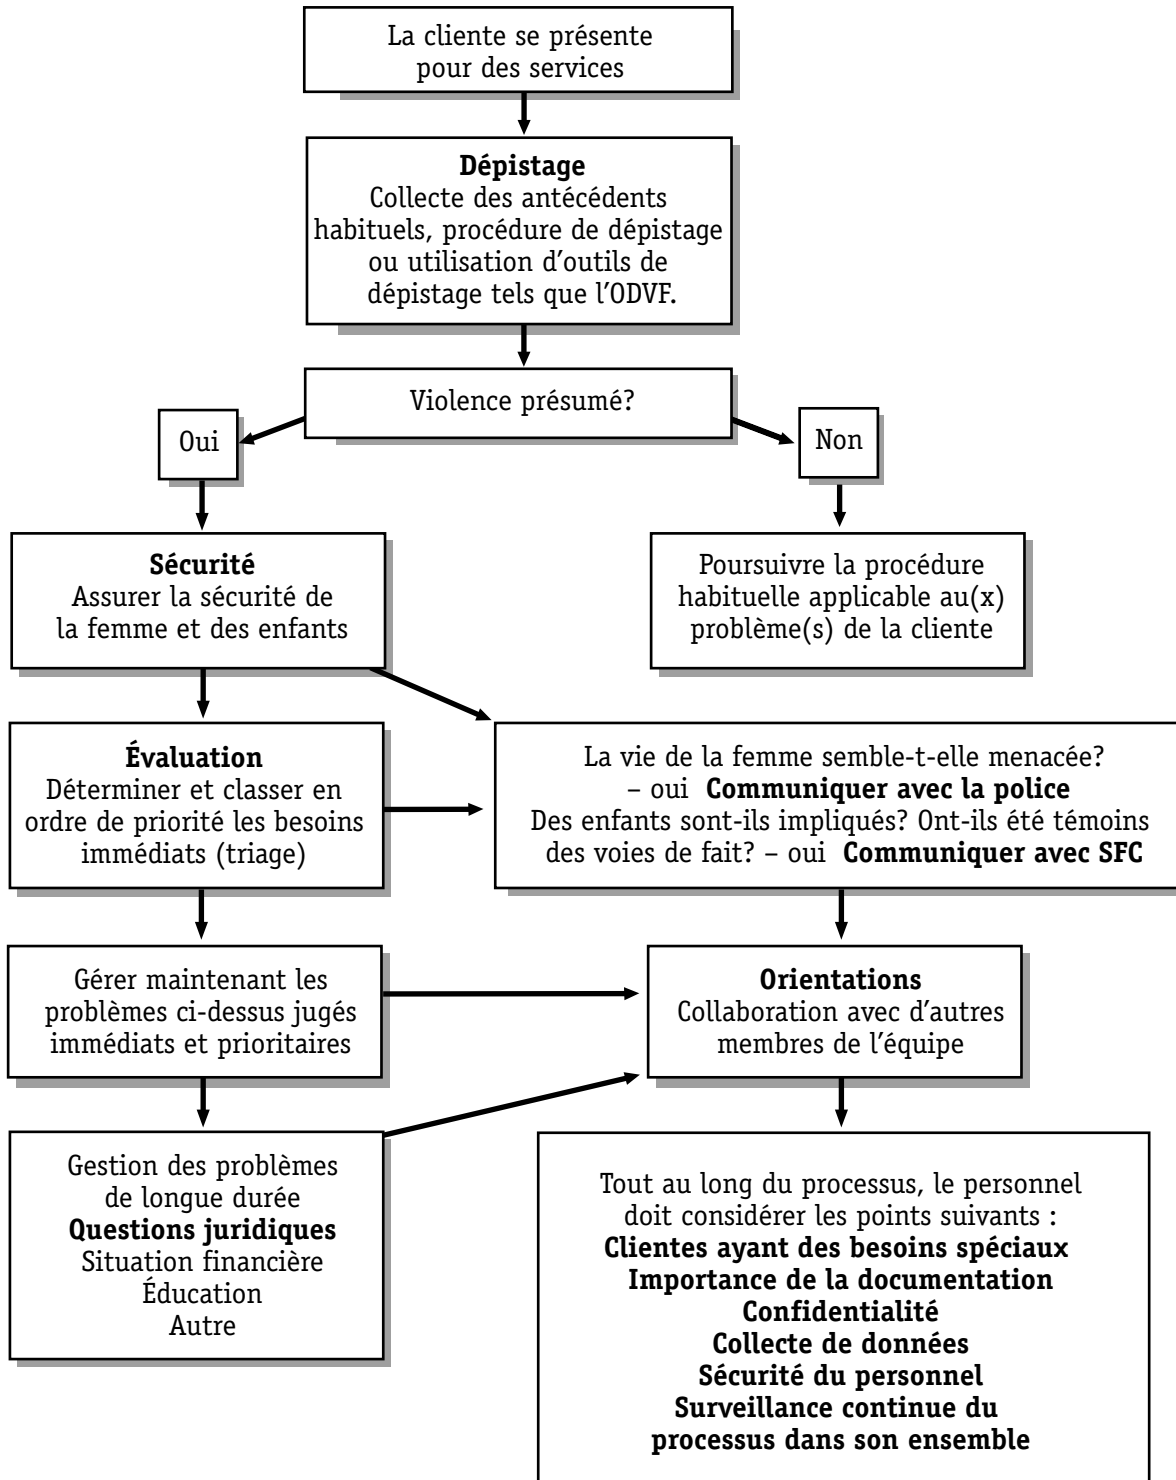 La cliente se présente
pour des services
Dépistage
Collecte des antécédents
habituels, procédure de dépistage
ou utilisation d'outils de
dépistage tels que l'ODVF.
Violence présumé?
Oui
Non
Sécurité
Assurer la sécurité de
la femme et des enfants
Poursuivre la procédure
habituelle applicable au(x)
problème(s) de la cliente
Évaluation
Déterminer et classer en
ordre de priorité les besoins
immédiats (triage)
La vie de la femme semble-t-elle menacée?
– oui Communiquer avec la police
Des enfants sont-ils impliqués? Ont-ils été témoins
des voies de fait? – oui Communiquer avec SFC
Gérer maintenant les
problèmes ci-dessus jugés
immédiats et prioritaires
Orientations
Collaboration avec d'autres
membres de l'équipe
Gestion des problèmes
de longue durée
Questions juridiques
Situation financière
Éducation
Autre
Tout au long du processus, le personnel
doit considérer les points suivants :
Clientes ayant des besoins spéciaux
Importance de la documentation
Confidentialité
Collecte de données
Sécurité du personnel
Surveillance continue du
processus dans son ensemble